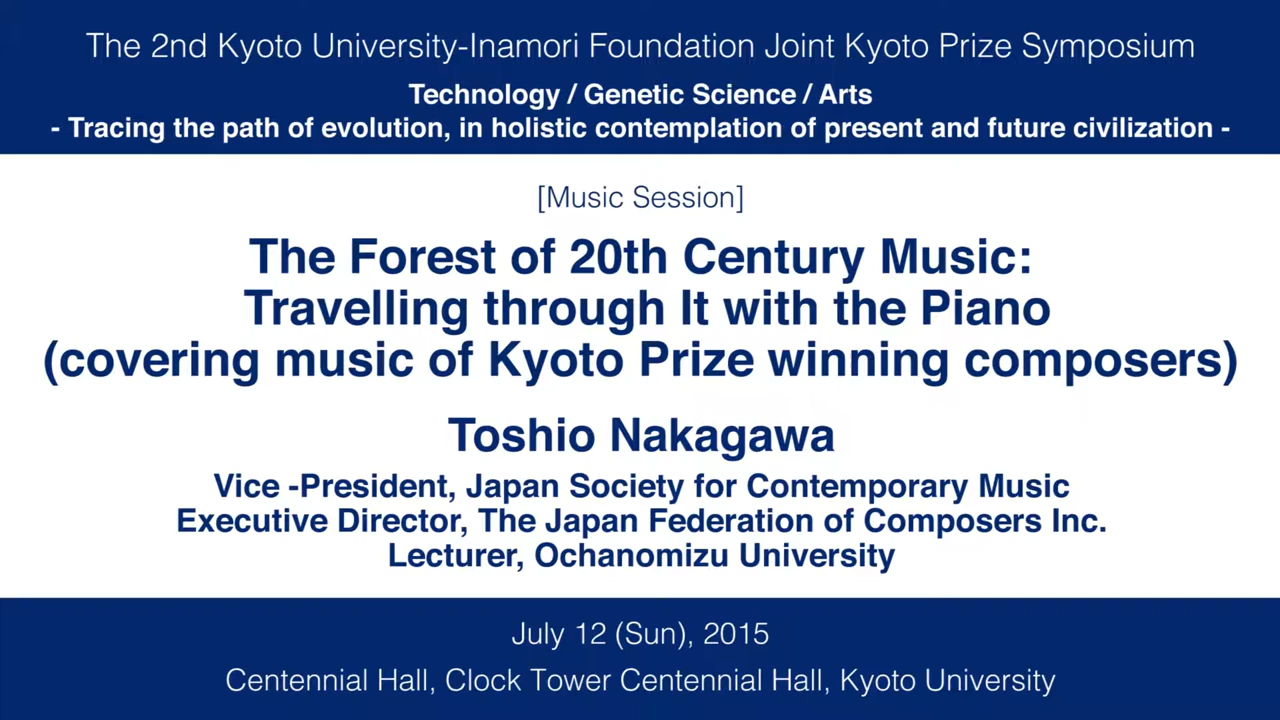 The 2nd Kyoto University-Inamori Foundation Joint Kyoto Prize Symposium
Technology / Genetic Science / Arts
- Tracing the path of evolution, in holistic contemplation of present and future civilization -
[Music Session]
The Forest of 20th Century Music:
Travelling through It with the Piano
(covering music of Kyoto Prize winning composers)
Toshio Nakagawa
Vice -President, Japan Society for Contemporary Music
Executive Director, The Japan Federation of Composers Inc.
Lecturer, Ochanomizu University
July 12 (Sun), 2015
Centennial Hall, Clock Tower Centennial Hall, Kyoto University